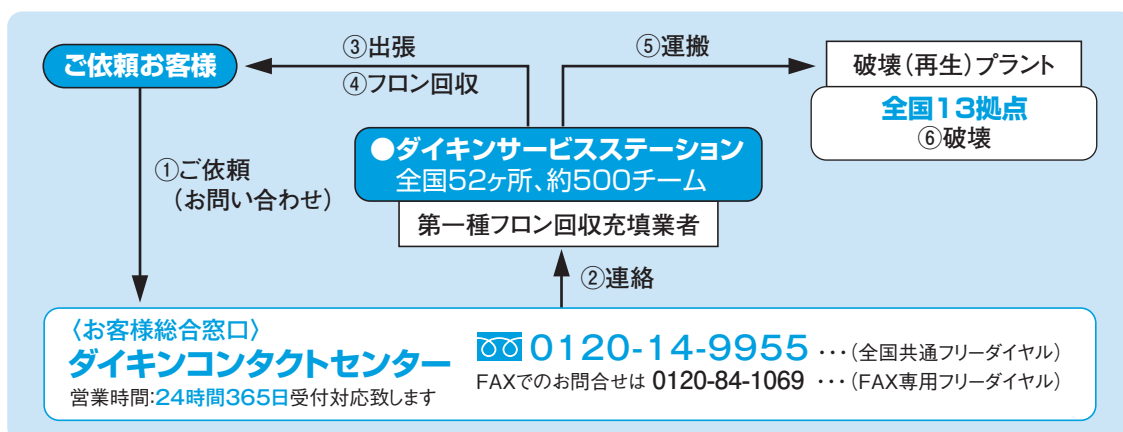 ご依頼お客様
③出張
④フロン回収
⑤運搬
破壊（再生）プラント
全国13拠点
⑥破壊
●ダイキンサービスステーション
全国52ヶ所、約500チーム
第一種フロン回収充填業者
①ご依頼
（お問い合わせ）
②連絡
〈お客様総合窓口〉
ダイキンコンタクトセンター
営業時間:24時間365日受付対応致します
0120-14-9955 ･･･（全国共通フリーダイヤル）
FAXでのお問合せは 0120-84-1069 ･･･（FAX専用フリーダイヤル）